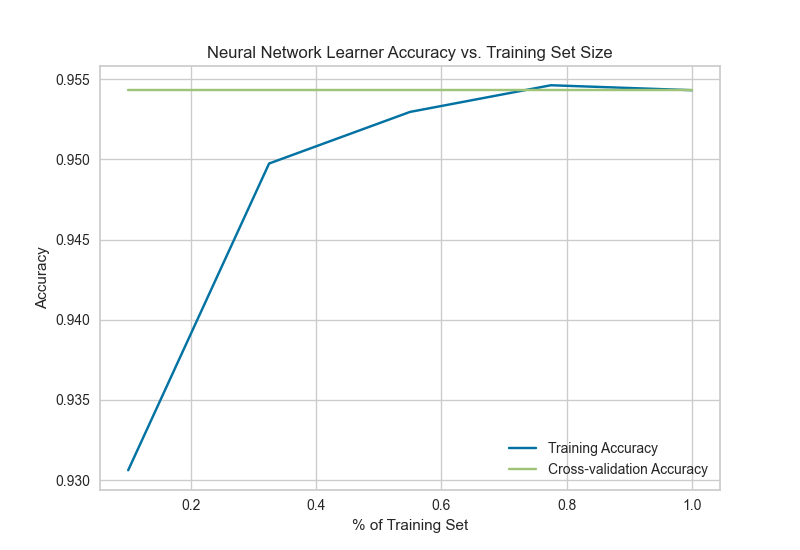 Neural Network Learner Accuracy vs. Training Set Size
0.955
0.950
0.945
0.940
0.935
0.930
Accuracy
Training Accuracy
Cross-validation Accuracy
0.2 0.4 0.6 0.8 1.0
% of Training Set